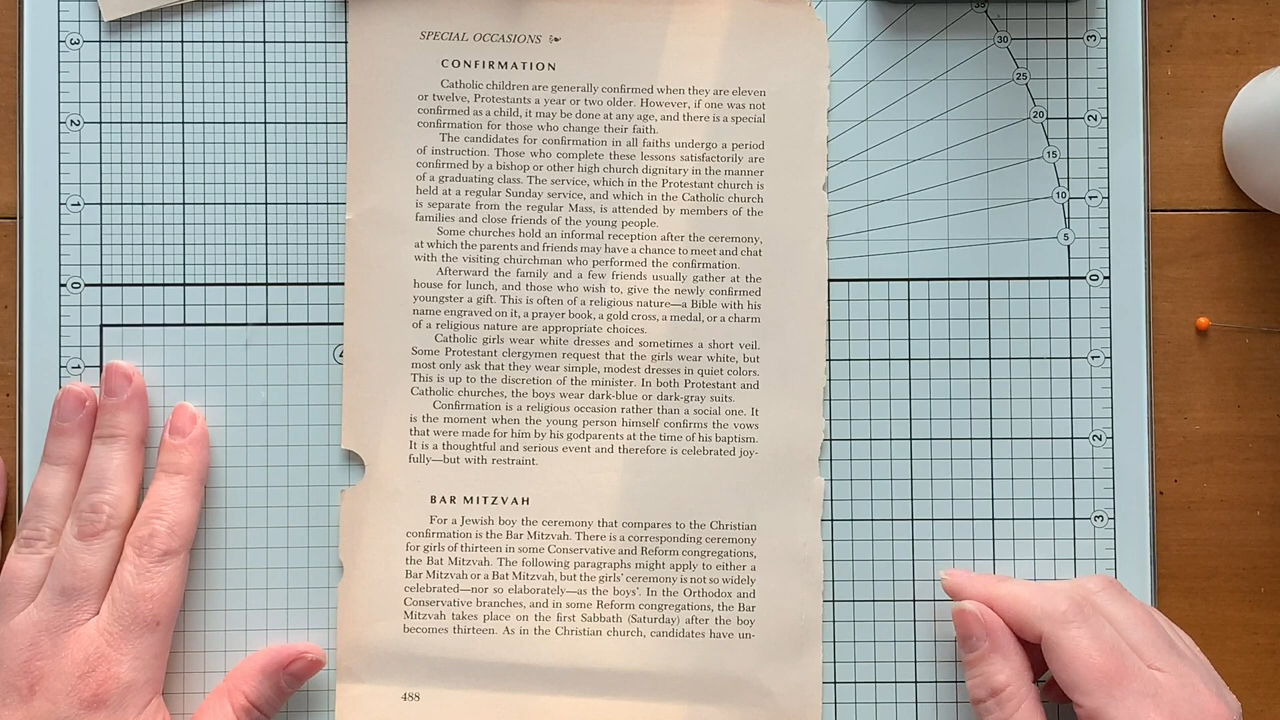 SPECIAL OCCASIONS
CONFIRMATION
Catholic children are generally confirmed when they are eleven
or twelve, Protestants a year or two older. However, if one was not
confirmed as a child, it may be done at any age, and there is a special
confirmation for those who change their faith.
The candidates for confirmation in all faiths undergo a period
of instruction. Those who complete these lessons satisfactorily are
confirmed by a bishop or other high church dignitary in the manner
of a graduating class. The service, which in the Protestant church is
held at a regular Sunday service, and which in the Catholic church
is separate from the regular Mass, is attended by members of the
families and close friends of the young people.
Some churches hold an informal reception after the ceremony,
at which the parents and friends may have a chance to meet and chat
with the visiting churchman who performed the confirmation.
Afterward the family and a few friends usually gather at the
house for lunch, and those who wish to, give the newly confirmed
youngster a gift. This is often of a religious nature—a Bible with his
name engraved on it, a prayer book, a gold cross, a medal, or a charm
of a religious nature are appropriate choices.
Catholic girls wear white dresses and sometimes a short veil.
Some Protestant clergymen request that the girls wear white, but
most only ask that they wear simple, modest dresses in quiet colors.
This is up to the discretion of the minister. In both Protestant and
Catholic churches, the boys wear dark-blue or dark-gray suits.
Confirmation is a religious occasion rather than a social one. It
is the moment when the young person himself confirms the vows
that were made for him by his godparents at the time of his baptism.
It is a thoughtful and serious event and therefore is celebrated joy-
fully—but with restraint.
BAR MITZVAH
For a Jewish boy the ceremony that compares to the Christian
confirmation is the Bar Mitzvah. There is a corresponding ceremony
for girls of thirteen in some Conservative and Reform congregations,
the Bat Mitzvah. The following paragraphs might apply to either a
Bar Mitzvah or a Bat Mitzvah, but the girls' ceremony is not so widely
celebrated—nor so elaborately—as the boys'. In the Orthodox and
Conservative branches, and in some Reform congregations, the Bar
Mitzvah takes place on the first Sabbath (Saturday) after the boy
becomes thirteen. As in the Christian church, candidates have un-
488
3
2
1
0
1
4
35
30
25
20
15
10
5
3
2
1
0
1
2
3